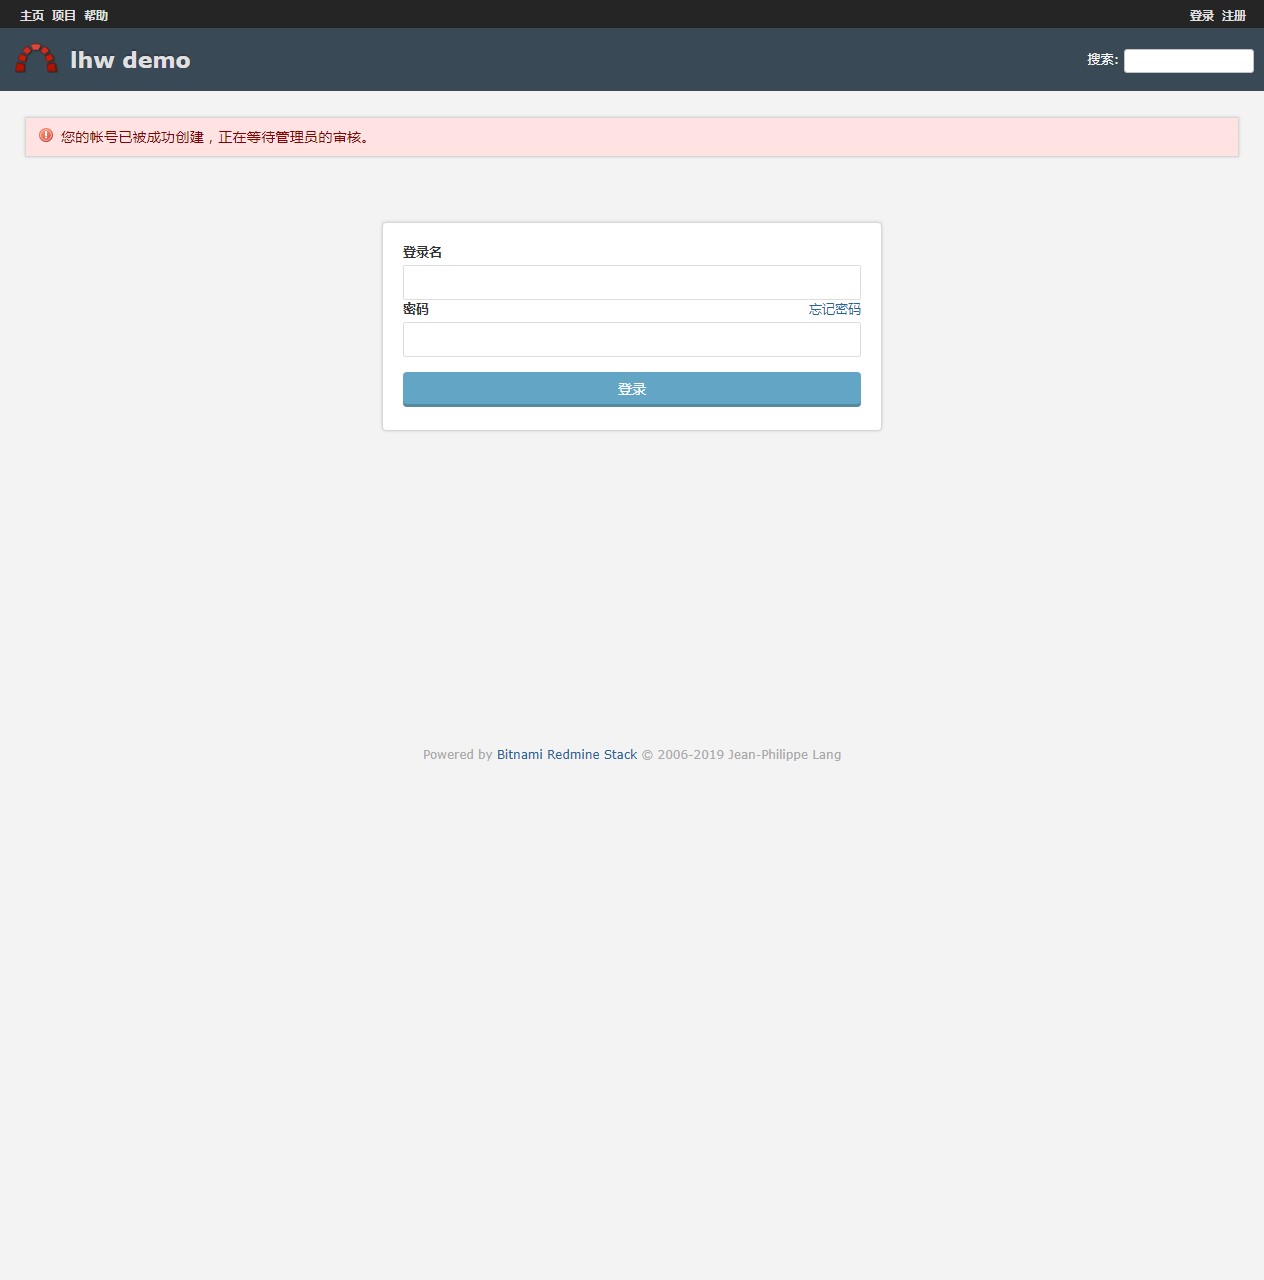 主页 项目 帮助 登录 注册
lhw demo 搜索:
您的帐号已被成功创建，正在等待管理员的审核。
登录名
密码 忘记密码
登录
Powered by Bitnami Redmine Stack © 2006-2019 Jean-Philippe Lang